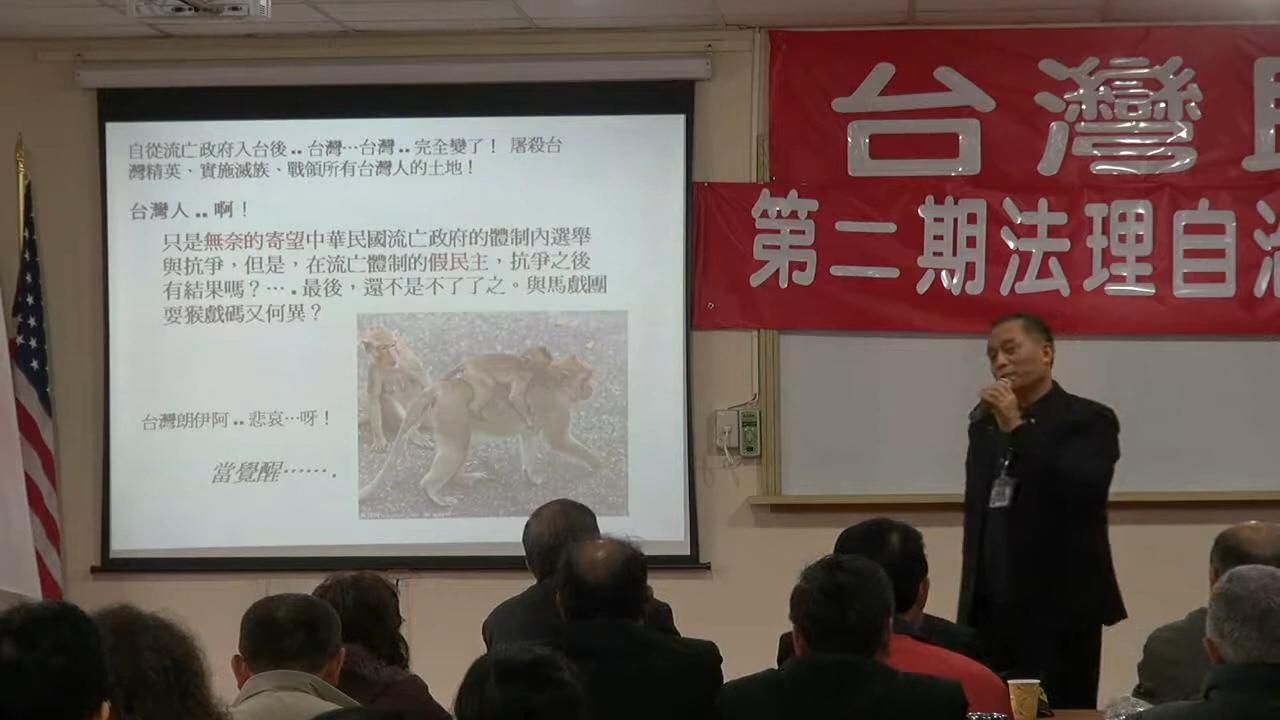 自從流亡政府入台後..台灣…台灣..完全變了！ 屠殺台
灣精英、實施滅族、戰領所有台灣人的土地！
台灣人..啊！
只是無奈的寄望中華民國流亡政府的體制內選舉
與抗爭，但是，在流亡體制的假民主，抗爭之後
有結果嗎？….最後，還不是不了了之。與馬戲團
耍猴戲碼又何異？
台灣朗伊阿..悲哀…呀！
當覺醒…….
台灣
第二期法理自治